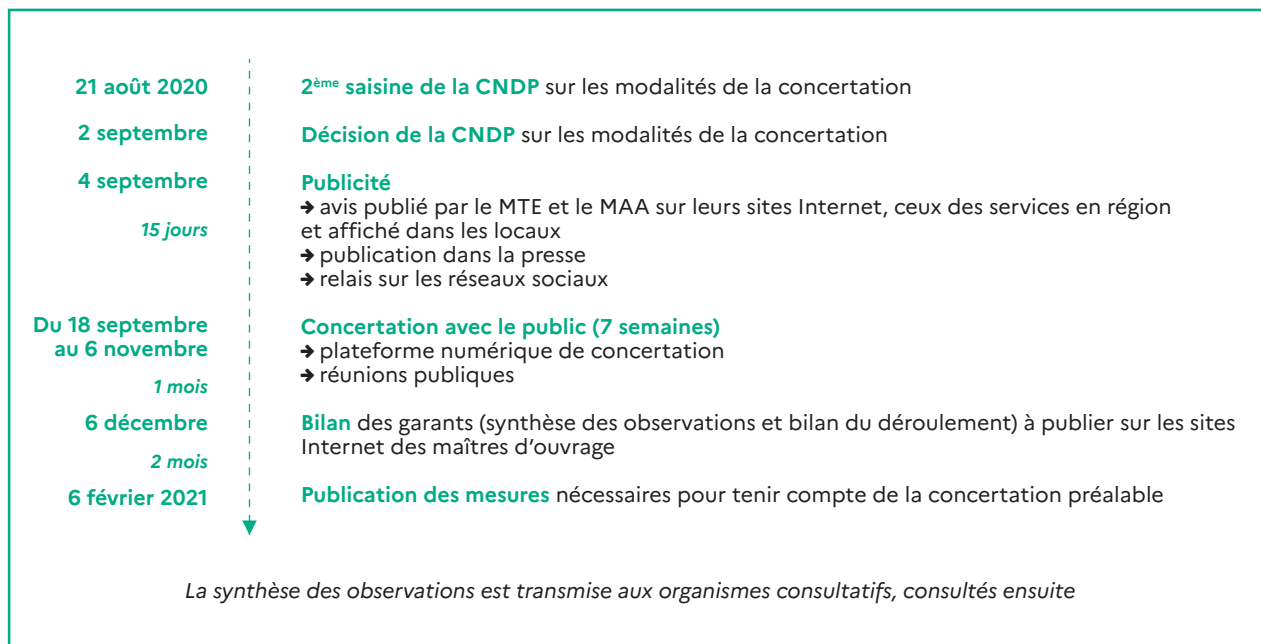 21 août 2020
2ème saisine de la CNDP sur les modalités de la concertation
2 septembre
Décision de la CNDP sur les modalités de la concertation
4 septembre
Publicité
➔ avis publié par le MTE et le MAA sur leurs sites Internet, ceux des services en région
15 jours
et affiché dans les locaux
➔ publication dans la presse
➔ relais sur les réseaux sociaux
Du 18 septembre
au 6 novembre
Concertation avec le public (7 semaines)
➔ plateforme numérique de concertation
➔ réunions publiques
1 mois
6 décembre
Bilan des garants (synthèse des observations et bilan du déroulement) à publier sur les sites
Internet des maîtres d’ouvrage
2 mois
6 février 2021
Publication des mesures nécessaires pour tenir compte de la concertation préalable
La synthèse des observations est transmise aux organismes consultatifs, consultés ensuite